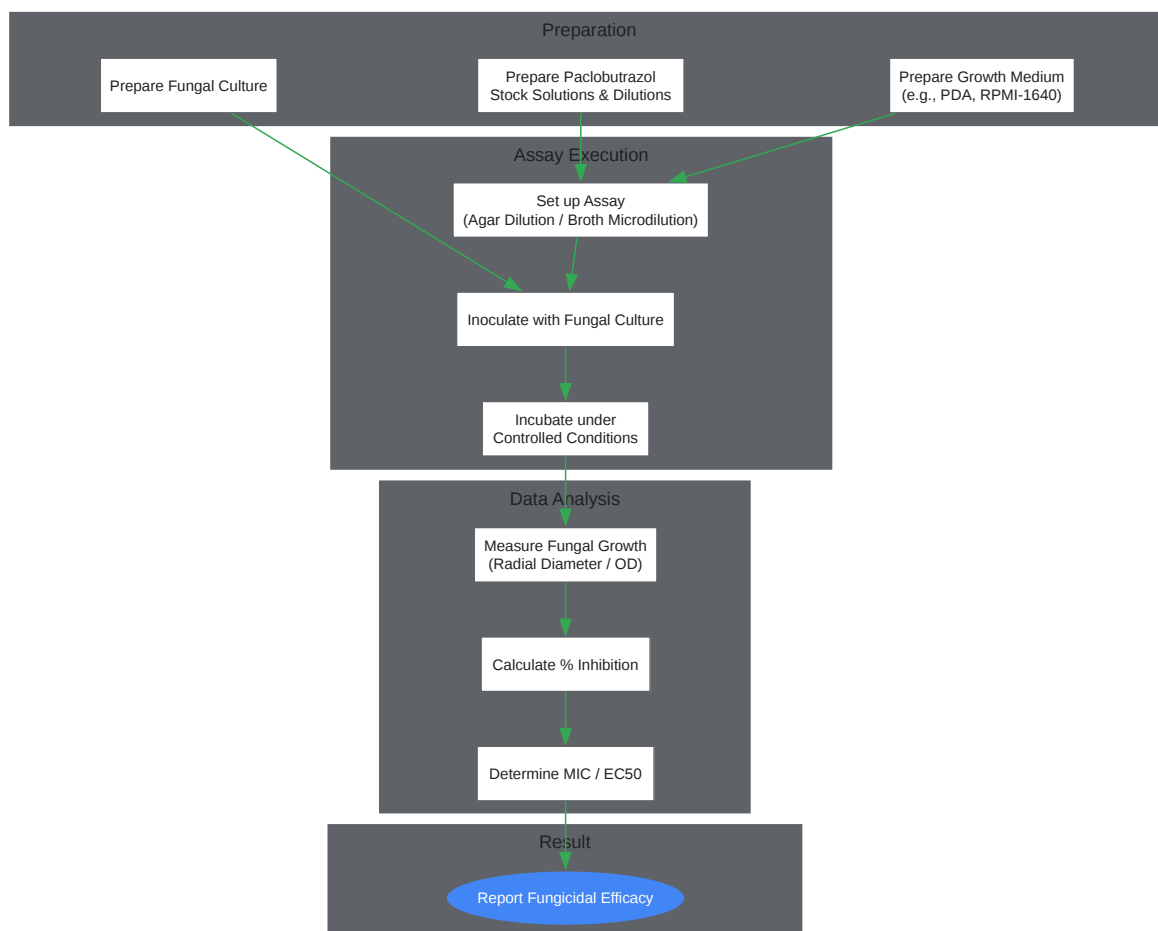 Preparation
Prepare Fungal Culture
Prepare Paclobutrazol
Stock Solutions & Dilutions
Prepare Growth Medium
(e.g., PDA, RPMI-1640)
Assay Execution
Set up Assay
(Agar Dilution / Broth Microdilution)
Inoculate with Fungal Culture
Incubate under
Controlled Conditions
Data Analysis
Measure Fungal Growth
(Radial Diameter / OD)
Calculate % Inhibition
Determine MIC / EC50
Result
Report Fungicidal Efficacy